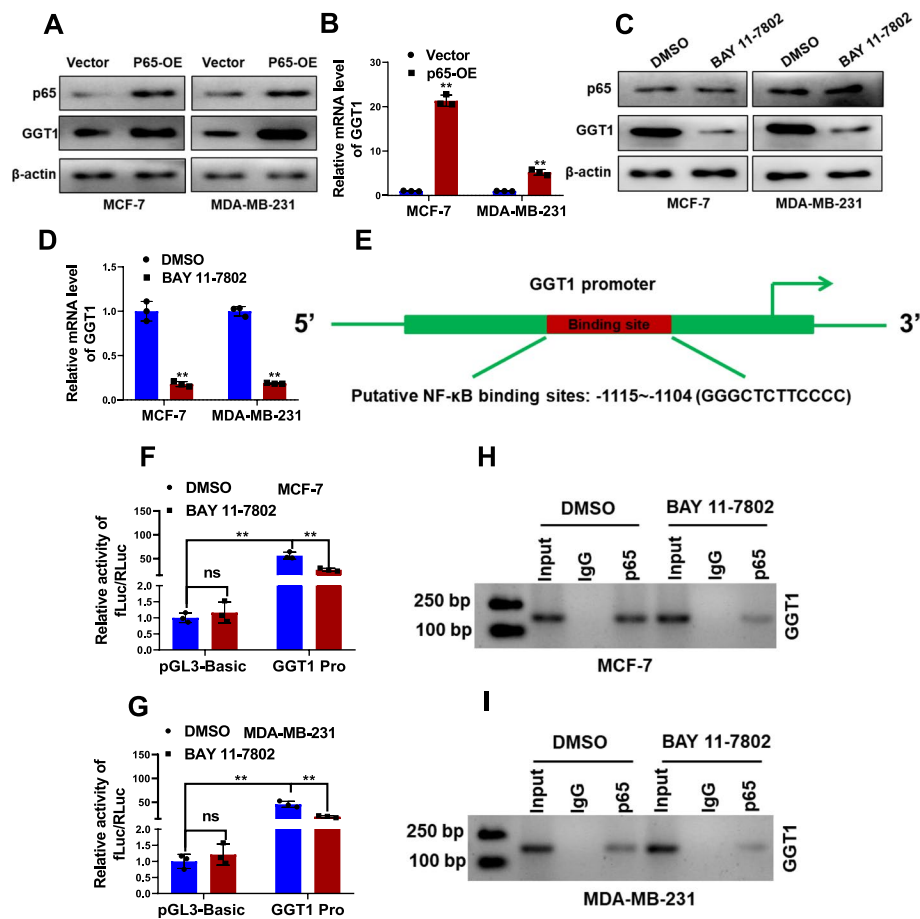 A
Vector P65-OE Vector P65-OE
p65
GGT1
β-actin
MCF-7 MDA-MB-231
B
Vector
p65-OE
Relative mRNA level
of GGT1
40
20
0
**
**
MCF-7 MDA-MB-231
C
DMSO BAY 11-7802 DMSO BAY 11-7802
p65
GGT1
β-actin
MCF-7 MDA-MB-231
D
DMSO
BAY 11-7802
Relative mRNA level
of GGT1
1.5
1.0
0.5
0.0
**
**
MCF-7 MDA-MB-231
E
GGT1 promoter
5’ 3’
Binding site
Putative NF-κB binding sites: -1115~-1104 (GGGCTCTTCCCC)
F
DMSO MCF-7
BAY 11-7802
Relative activity of
fLuc/RLuc
150
100
50
2.0
1.5
1.0
0.5
0.0
** **
ns
pGL3-Basic GGT1 Pro
G
DMSO MDA-MB-231
BAY 11-7802
Relative activity of
fLuc/RLuc
150
100
50
2.0
1.5
1.0
0.5
0.0
** **
ns
pGL3-Basic GGT1 Pro
H
DMSO BAY 11-7802
Input IgG p65 Input IgG p65
250 bp
100 bp
GGT1
MCF-7
I
DMSO BAY 11-7802
Input IgG p65 Input IgG p65
250 bp
100 bp
GGT1
MDA-MB-231